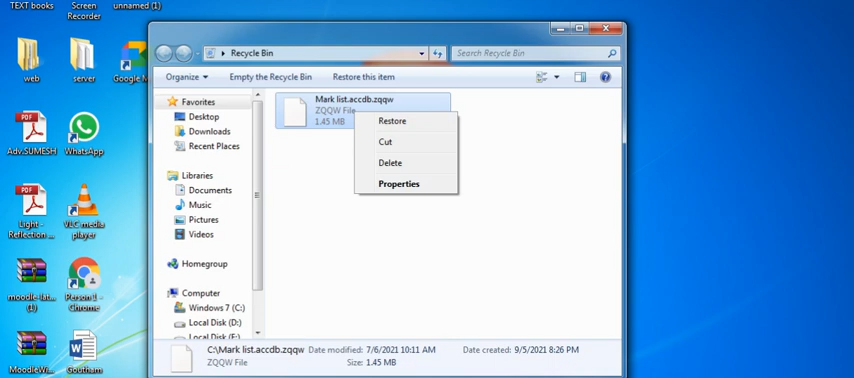 TEXT books
Screen
Recorder
unnamed (1)
Recycle Bin
Search Recycle Bin
web
server
Google M
Organize
Empty the Recycle Bin
Restore this item
Favorites
Desktop
Downloads
Recent Places
Mark list.accdb.zqqw
ZQQW File
1.45 MB
Restore
Cut
Delete
Properties
PDF
Adv.SUMESH
WhatsApp
Libraries
Documents
Music
Pictures
Videos
PDF
Light -
Reflection ...
VLC media
player
Homegroup
moodle-lat...
(1)
Person 1 -
Chrome
Computer
Windows 7 (C:)
Local Disk (D:)
Local Disk (E:)
MoodleWi...
Goutham
C:\Mark list.accdb.zqqw Date modified: 7/6/2021 10:11 AM Date created: 9/5/2021 8:26 PM
ZQQW File Size: 1.45 MB